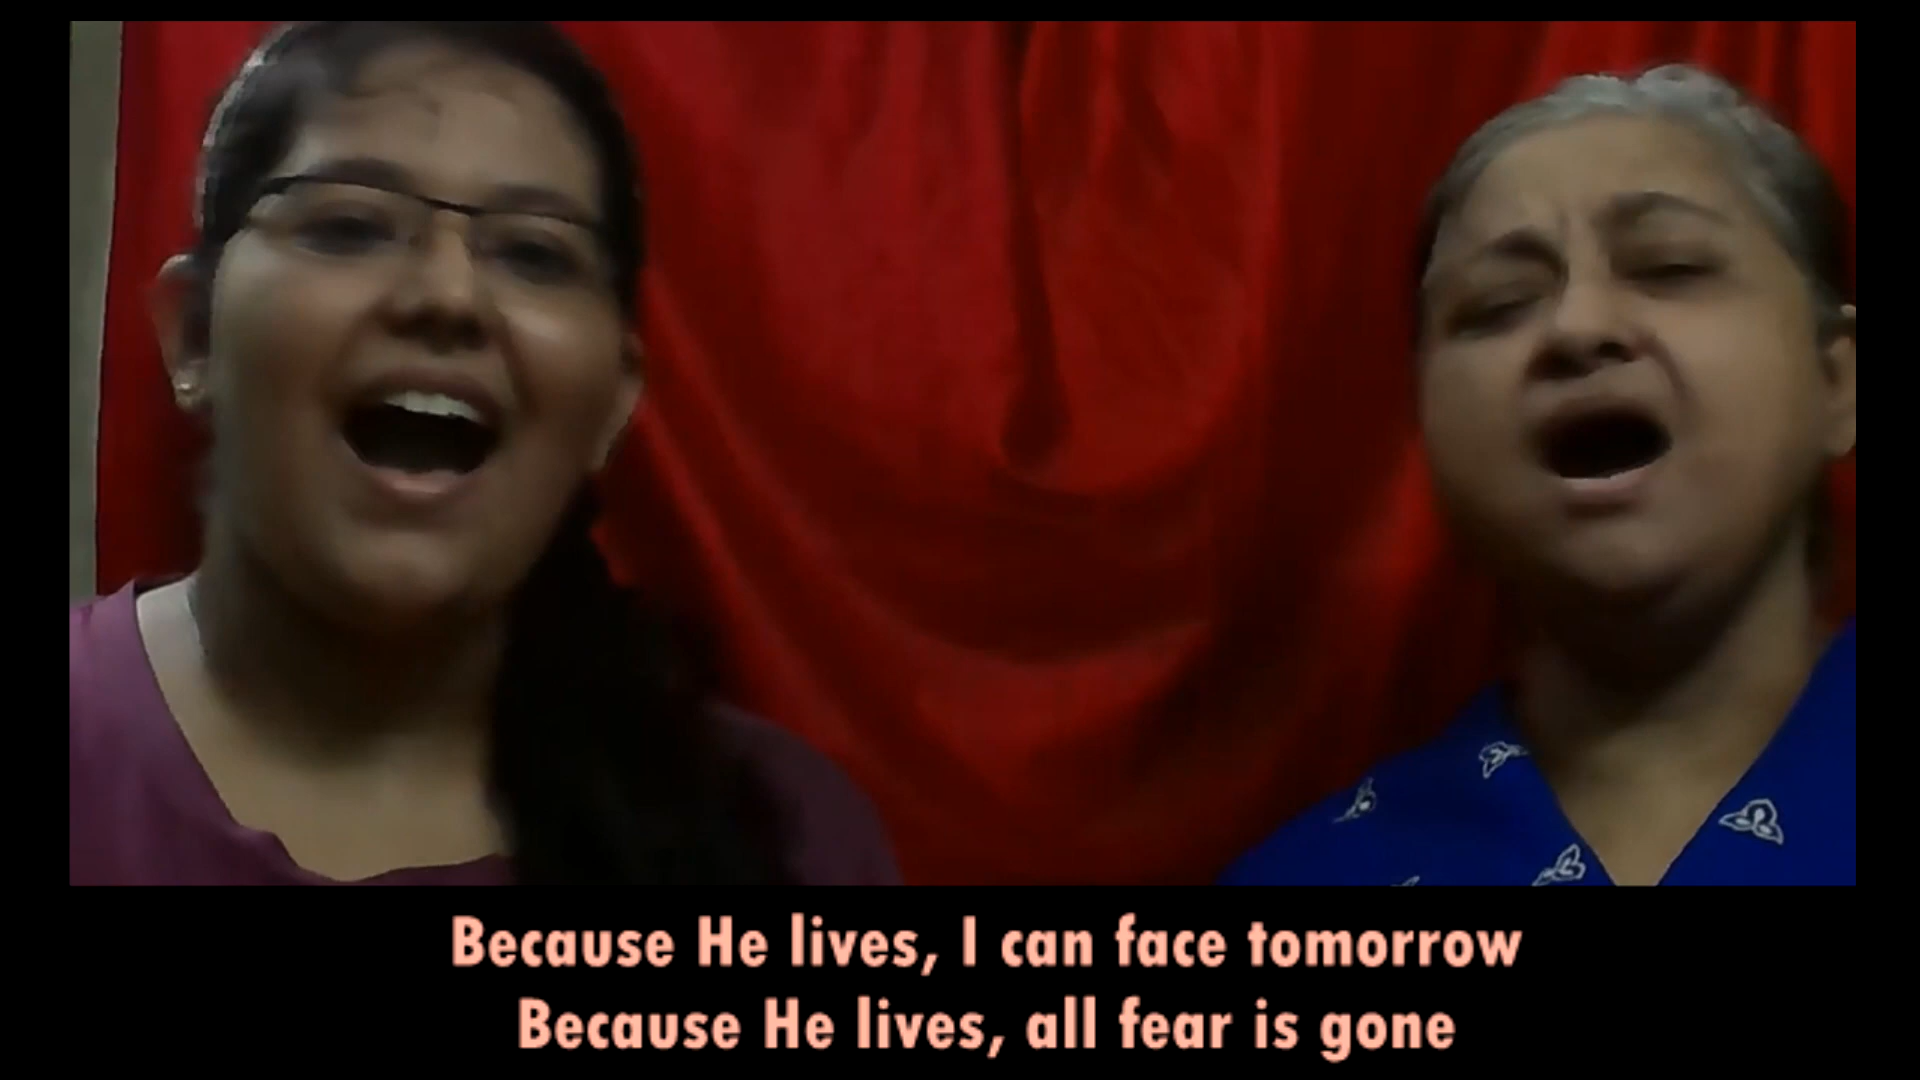 Because He lives, I can face tomorrow
Because He lives, all fear is gone